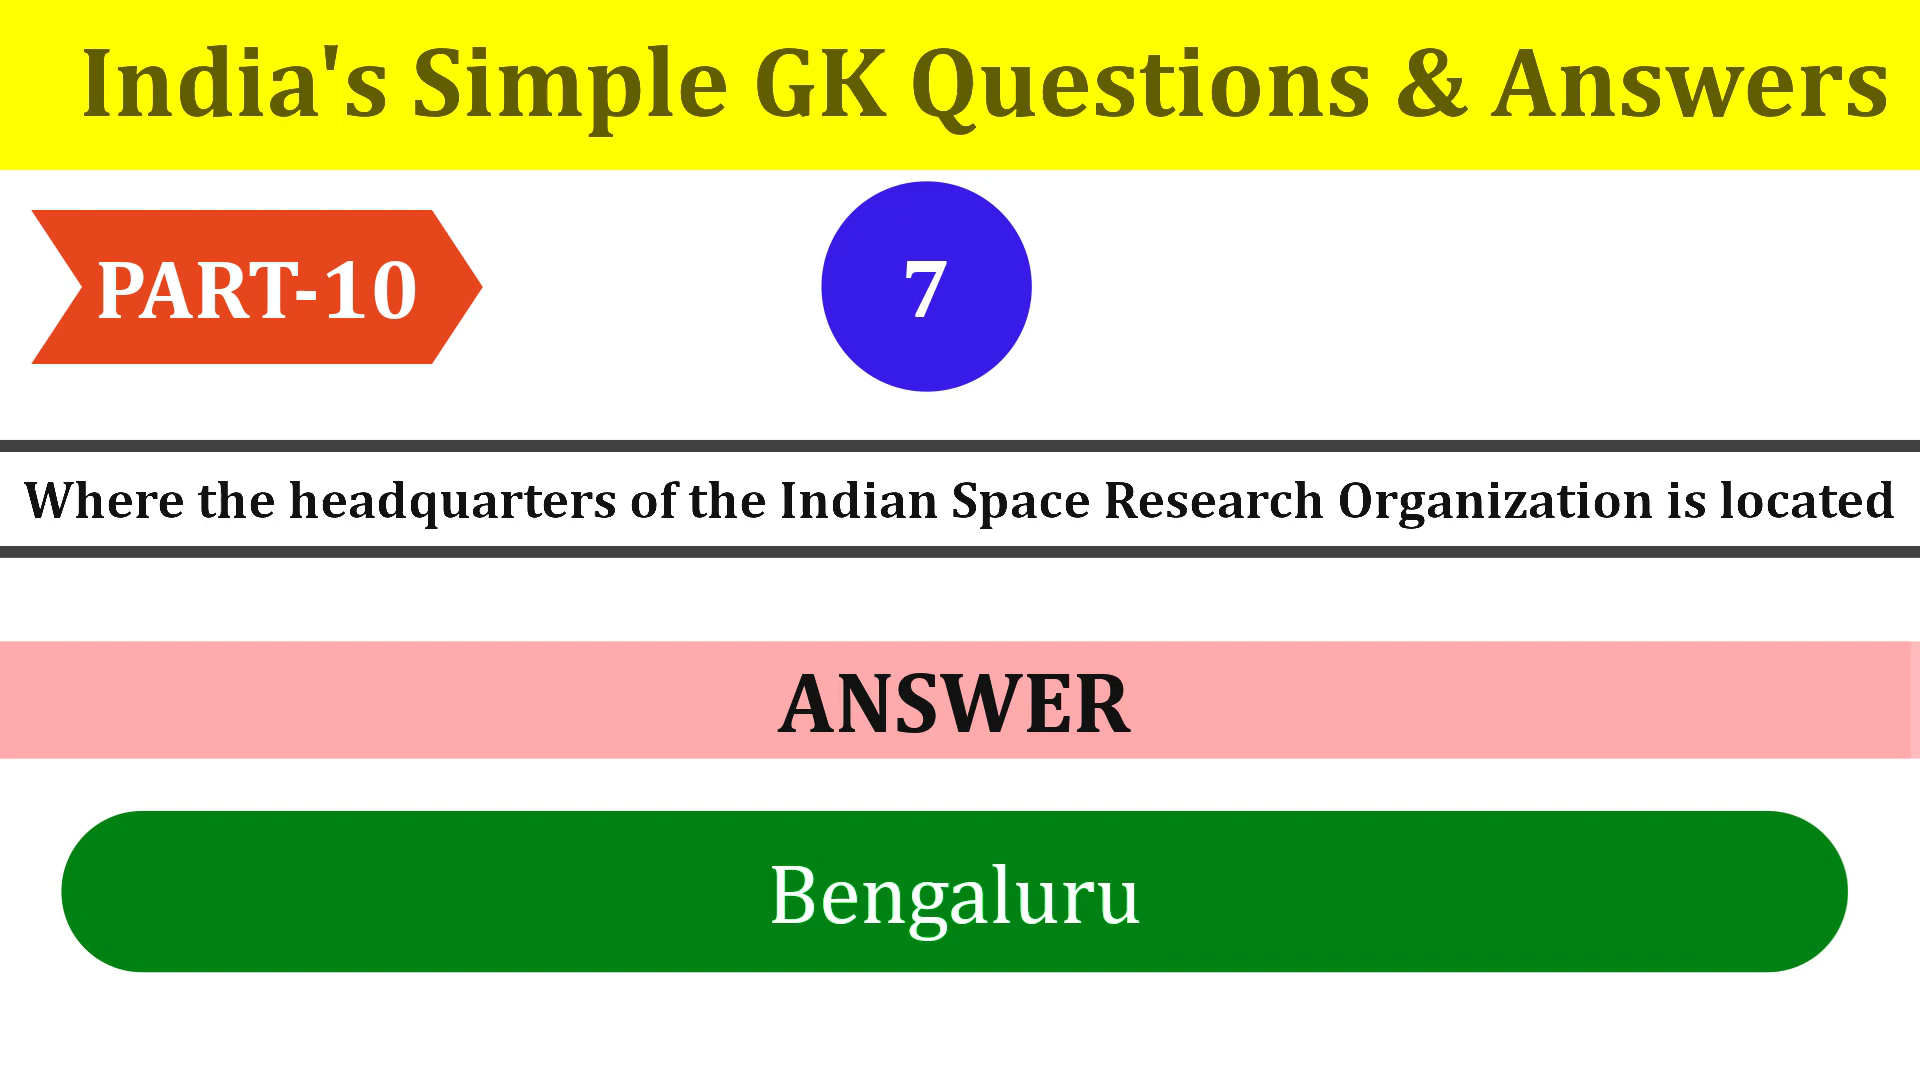 India's Simple GK Questions & Answers
PART-10
7
Where the headquarters of the Indian Space Research Organization is located
ANSWER
Bengaluru